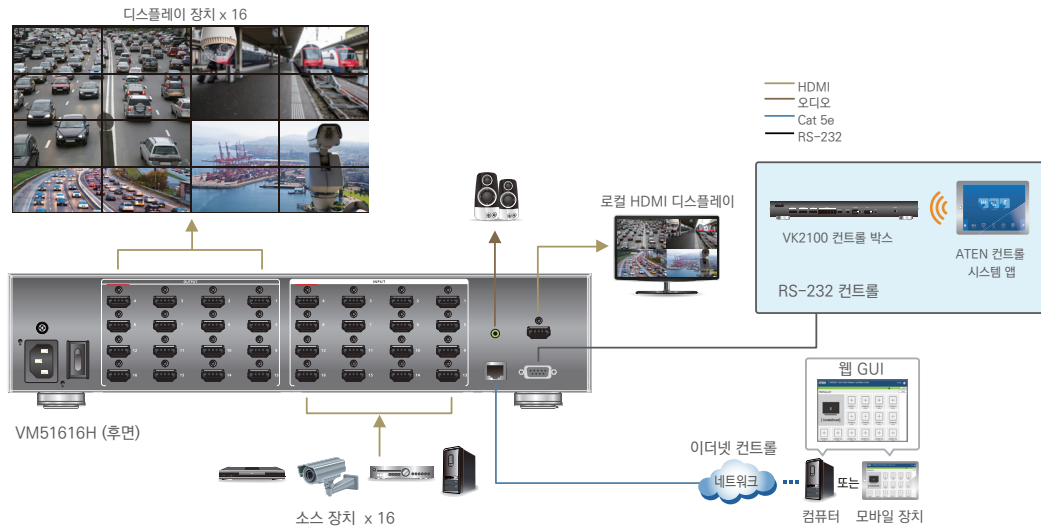 디스플레이 장치 x 16
HDMI
오디오
Cat 5e
RS-232
로컬 HDMI 디스플레이
VK2100 컨트롤 박스
ATEN 컨트롤
시스템 앱
RS-232 컨트롤
OUTPUT
INPUT
VM51616H (후면)
웹 GUI
이더넷 컨트롤
네트워크
또는
컴퓨터
모바일 장치
소스 장치 x 16